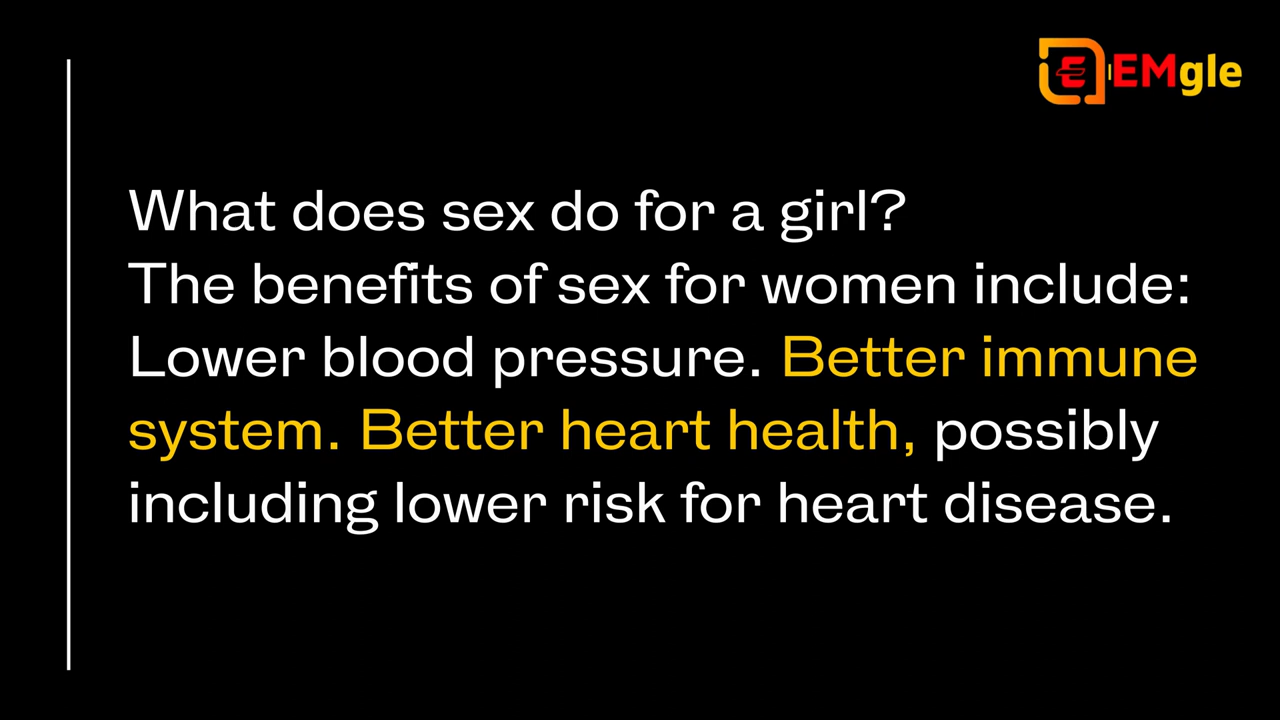 EMgle
What does sex do for a girl?
The benefits of sex for women include:
Lower blood pressure. Better immune
system. Better heart health, possibly
including lower risk for heart disease.